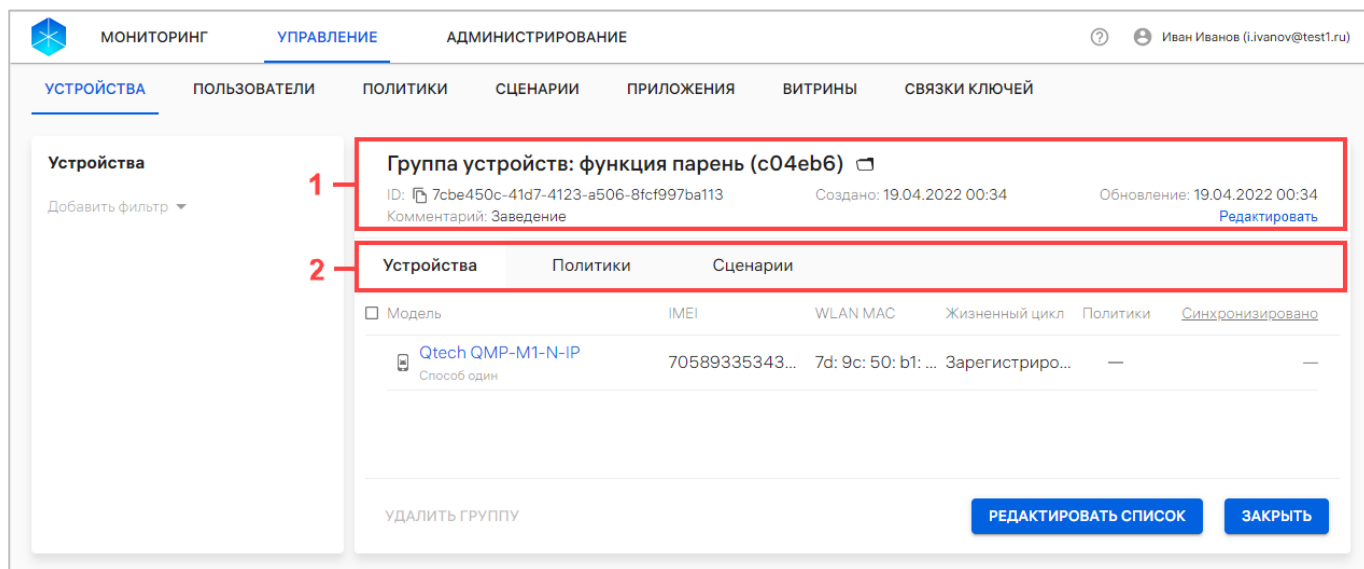 МОНИТОРИНГ УПРАВЛЕНИЕ АДМИНИСТРИРОВАНИЕ ? Иван Иванов (i.ivanov@test1.ru)
УСТРОЙСТВА ПОЛЬЗОВАТЕЛИ ПОЛИТИКИ СЦЕНАРИИ ПРИЛОЖЕНИЯ ВИТРИНЫ СВЯЗКИ КЛЮЧЕЙ
Устройства
Добавить фильтр
1
Группа устройств: функция парень (c04eb6)
ID: 7cbe450c-41d7-4123-a506-8fcf997ba113 Создано: 19.04.2022 00:34 Обновление: 19.04.2022 00:34
Комментарий: Заведение Редактировать
2
Устройства Политики Сценарии
Модель IMEI WLAN MAC Жизненный цикл Политики Синхронизировано
Qtech QMP-M1-N-IP 70589335343... 7d: 9c: 50: b1: ... Зарегистриро... — —
Способ один
УДАЛИТЬ ГРУППУ РЕДАКТИРОВАТЬ СПИСОК ЗАКРЫТЬ